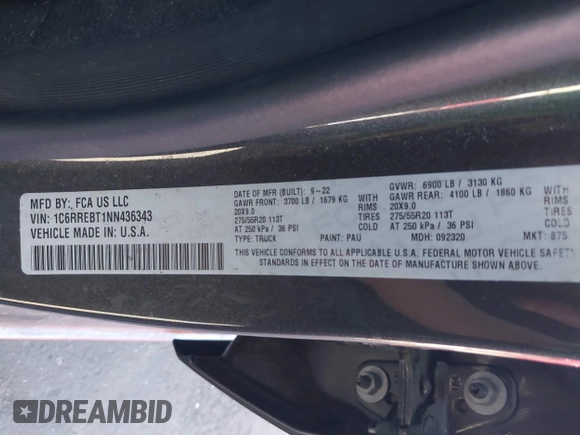 MFD BY: FCA US LLC
VIN: 1C6RREBT1NN436343
VEHICLE MADE IN: U.S.A.
DATE OF MFR (BUILT): 9-22
GAWR FRONT: 3700 LB / 1679 KG WITH
20X9.0 RIMS
275/55R20 113T TIRES
AT 250 kPa / 36 PSI COLD
TYPE: TRUCK PAINT: PAU
GVWR: 6900 LB / 3130 KG
GAWR REAR: 4100 LB / 1860 KG WITH
20X9.0 RIMS
275/55R20 113T TIRES
AT 250 kPa / 36 PSI COLD
MDH: 092320 MKT: 875
THIS VEHICLE CONFORMS TO ALL APPLICABLE U.S.A. FEDERAL MOTOR VEHICLE SAFETY
STANDARDS IN EFFECT ON THE DATE OF MANUFACTURE SHOWN ABOVE.
DREAMBID